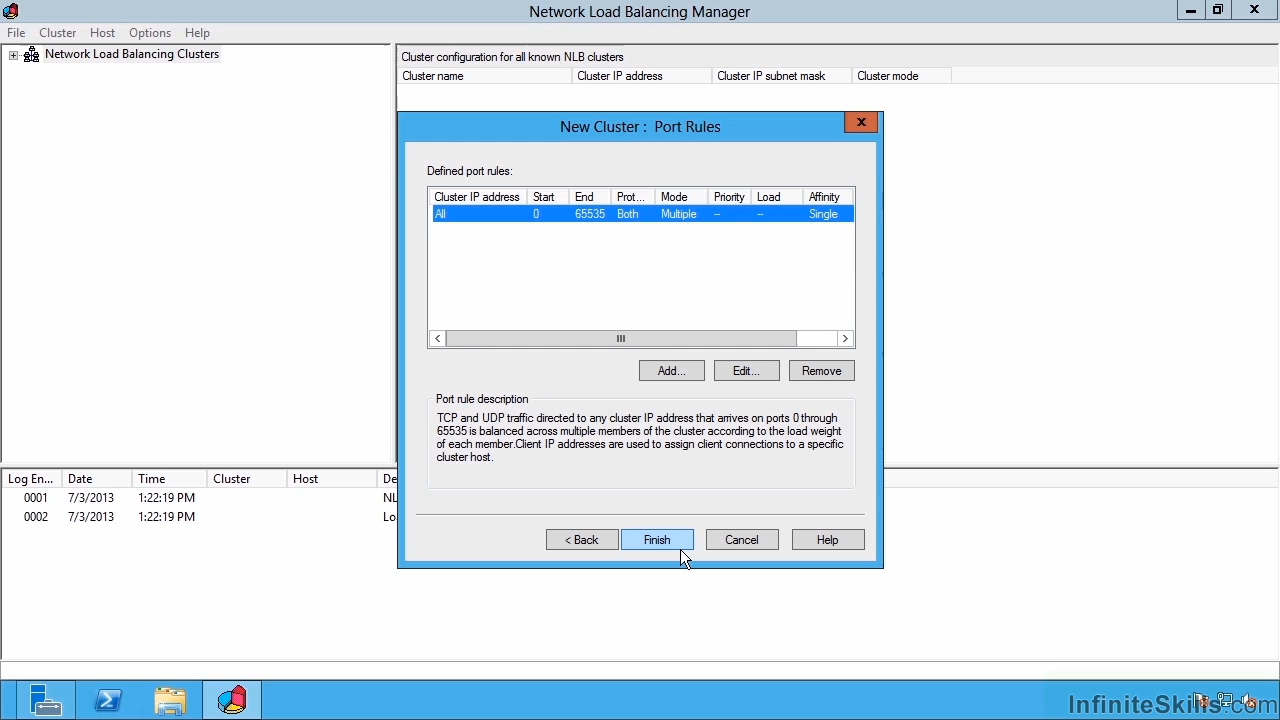 Network Load Balancing Manager
File Cluster Host Options Help
Network Load Balancing Clusters
Cluster configuration for all known NLB clusters
Cluster name Cluster IP address Cluster IP subnet mask Cluster mode
New Cluster : Port Rules
x
Defined port rules:
Cluster IP address Start End Prot... Mode Priority Load Affinity
All 0 65535 Both Multiple -- -- Single
Add... Edit... Remove
Port rule description
TCP and UDP traffic directed to any cluster IP address that arrives on ports 0 through
65535 is balanced across multiple members of the cluster according to the load weight
of each member.Client IP addresses are used to assign client connections to a specific
cluster host.
Log En... Date Time Cluster Host De
0001 7/3/2013 1:22:19 PM NL
0002 7/3/2013 1:22:19 PM Lo
< Back Finish Cancel Help
InfiniteSkills.com